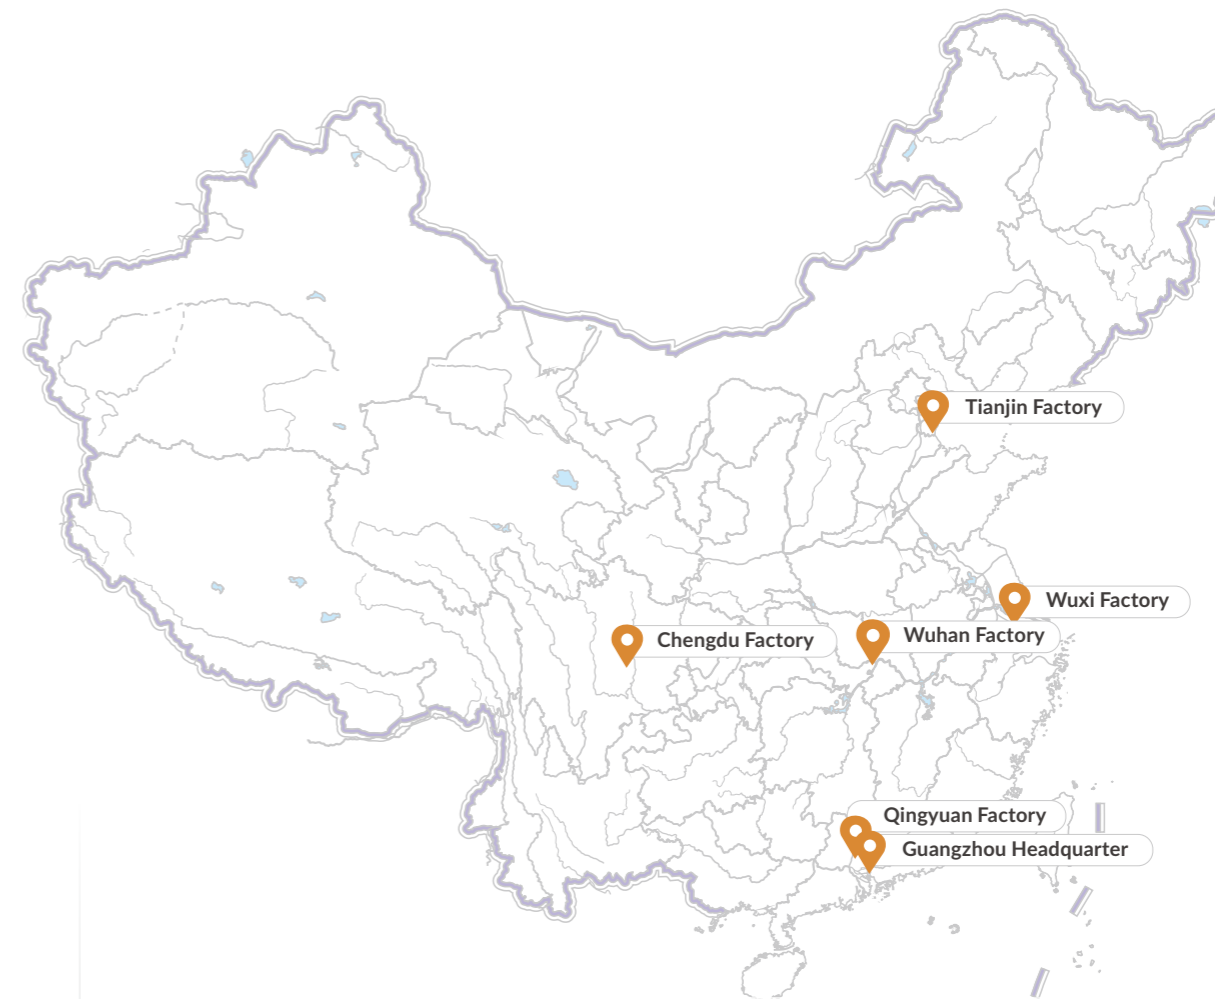 Tianjin Factory
Wuxi Factory
Wuhan Factory
Chengdu Factory
Qingyuan Factory
Guangzhou Headquarter